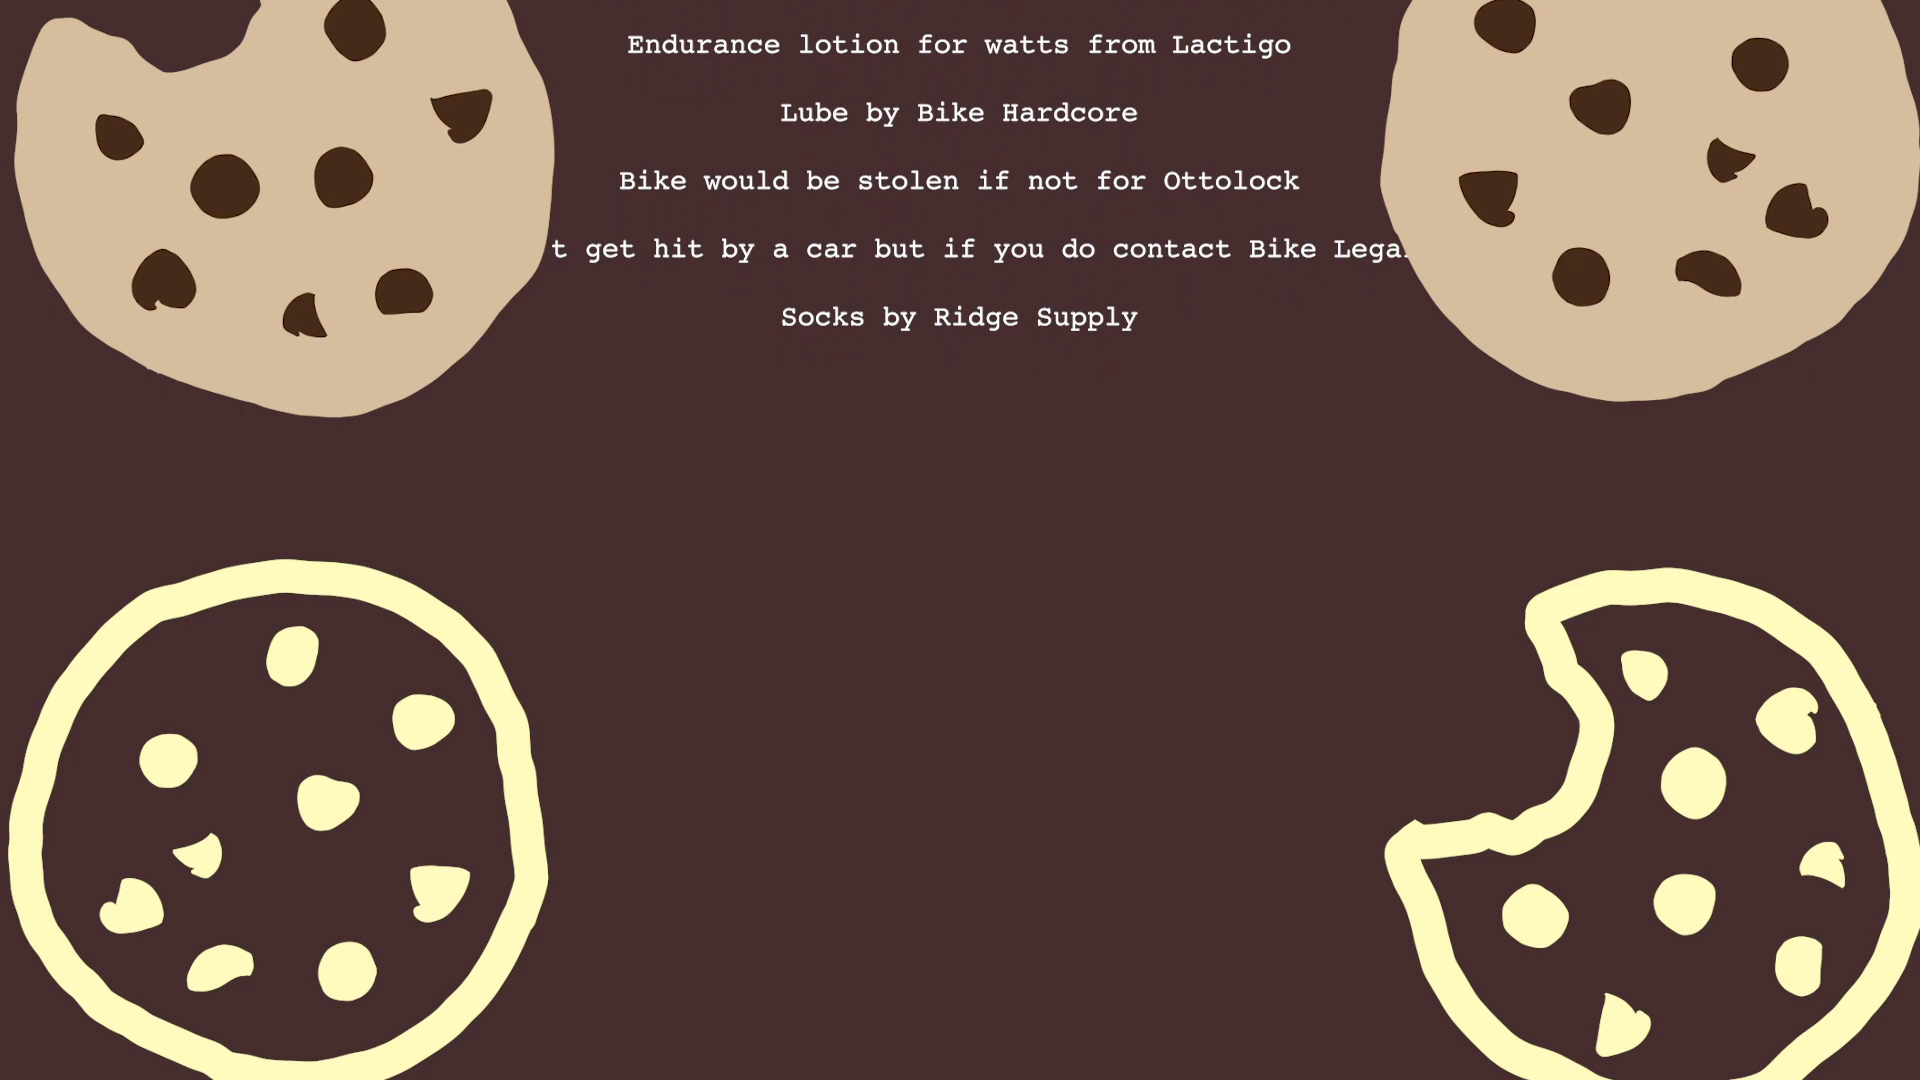 Endurance lotion for watts from Lactigo
Lube by Bike Hardcore
Bike would be stolen if not for Ottolock
get hit by a car but if you do contact Bike
Socks by Ridge Supply